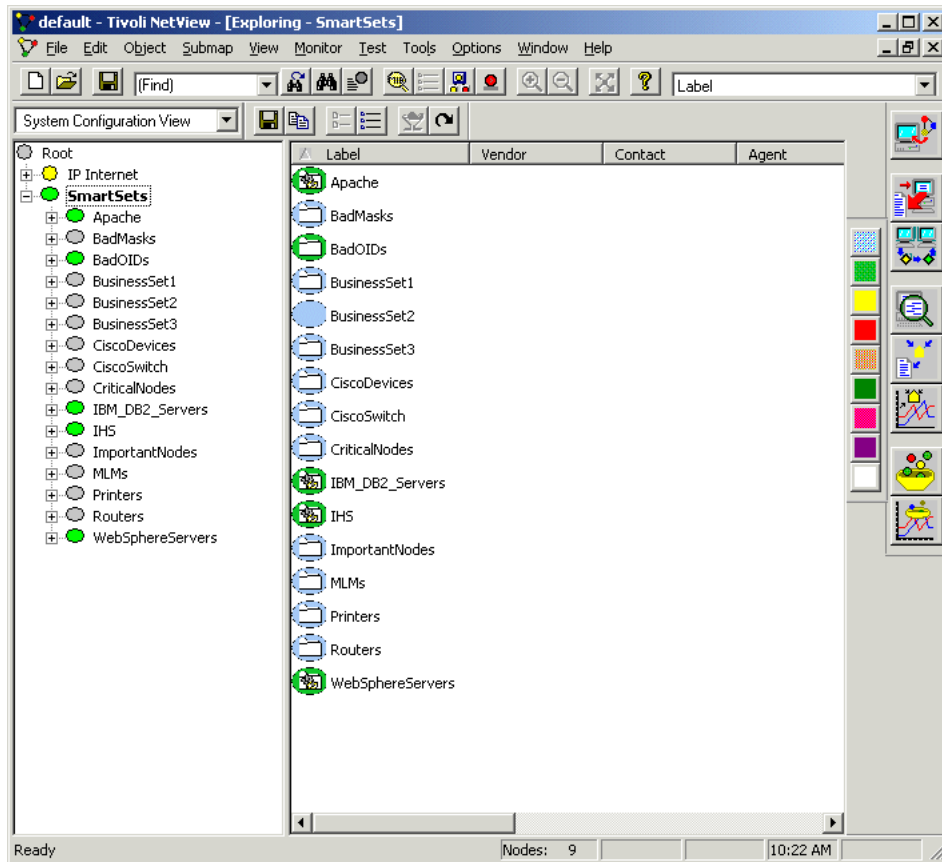 default - Tivoli NetView - [Exploring - SmartSets]
File Edit Object Submap View Monitor Test Tools Options Window Help
(Find) Label
System Configuration View
Root
IP Internet
SmartSets
Apache
BadMasks
BadOIDs
BusinessSet1
BusinessSet2
BusinessSet3
CiscoDevices
CiscoSwitch
CriticalNodes
IBM_DB2_Servers
IHS
ImportantNodes
MLMs
Printers
Routers
WebSphereServers
Label Vendor Contact Agent
Apache
BadMasks
BadOIDs
BusinessSet1
BusinessSet2
BusinessSet3
CiscoDevices
CiscoSwitch
CriticalNodes
IBM_DB2_Servers
IHS
ImportantNodes
MLMs
Printers
Routers
WebSphereServers
Ready Nodes: 9 10:22 AM